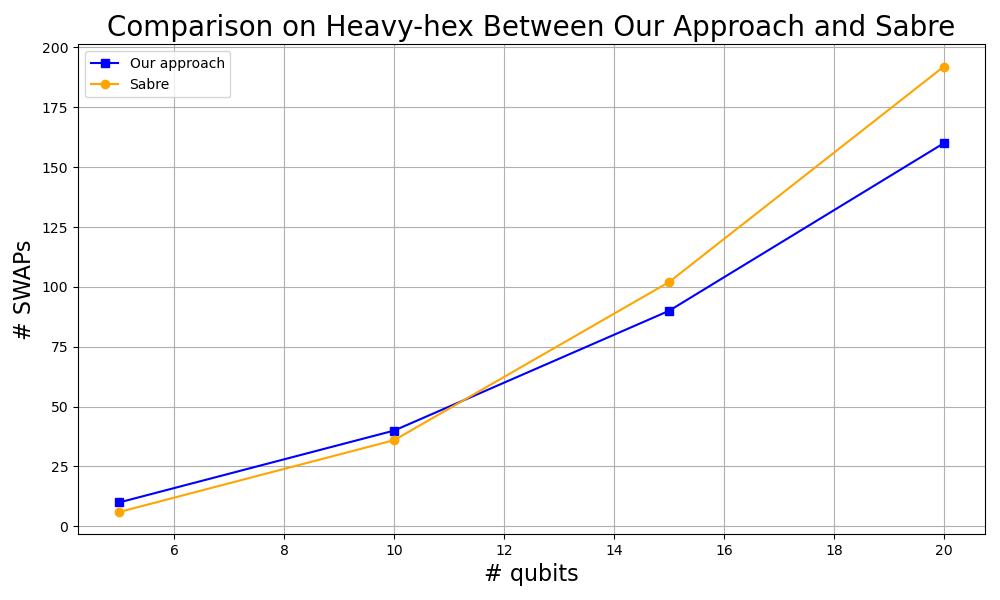 Comparison on Heavy-hex Between Our Approach and Sabre
Our approach
Sabre
200
175
150
125
100
75
50
25
0
# SWAPs
6 8 10 12 14 16 18 20
# qubits